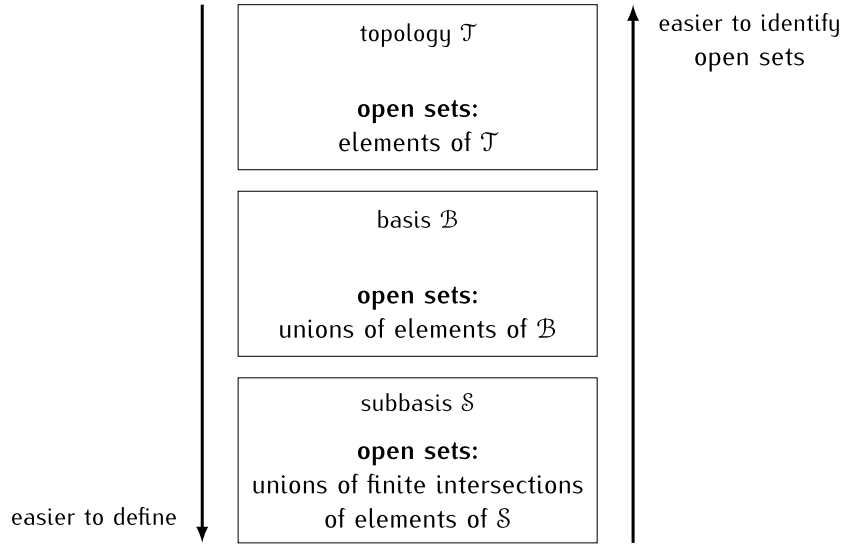 topology 𝒯
open sets:
elements of 𝒯
easier to identify
open sets
basis ℬ
open sets:
unions of elements of ℬ
subbasis 𝒮
open sets:
unions of finite intersections
of elements of 𝒮
easier to define